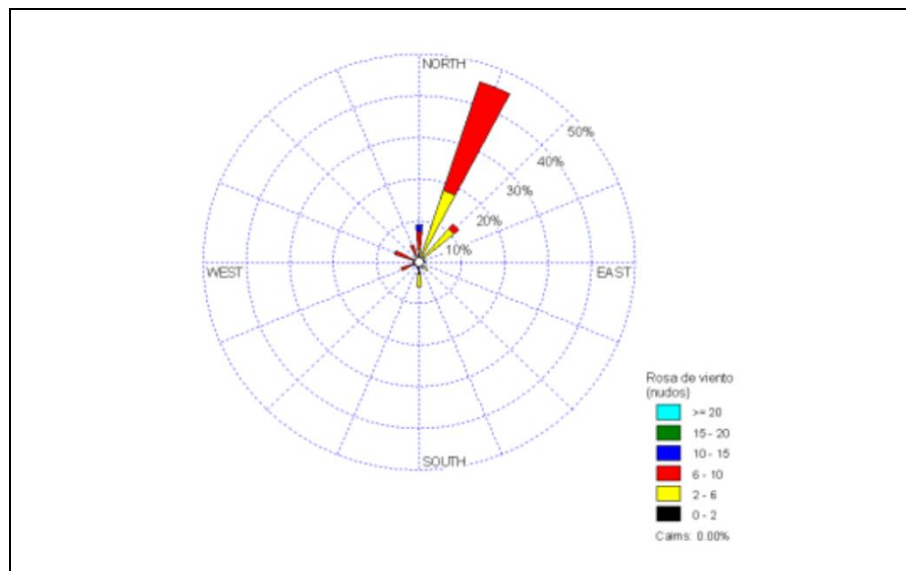 NORTH
50%
40%
30%
20%
10%
WEST
EAST
SOUTH
Rosa de viento
(nudos)
>= 20
15 - 20
10 - 15
6 - 10
2 - 6
0 - 2
Calms: 0.00%